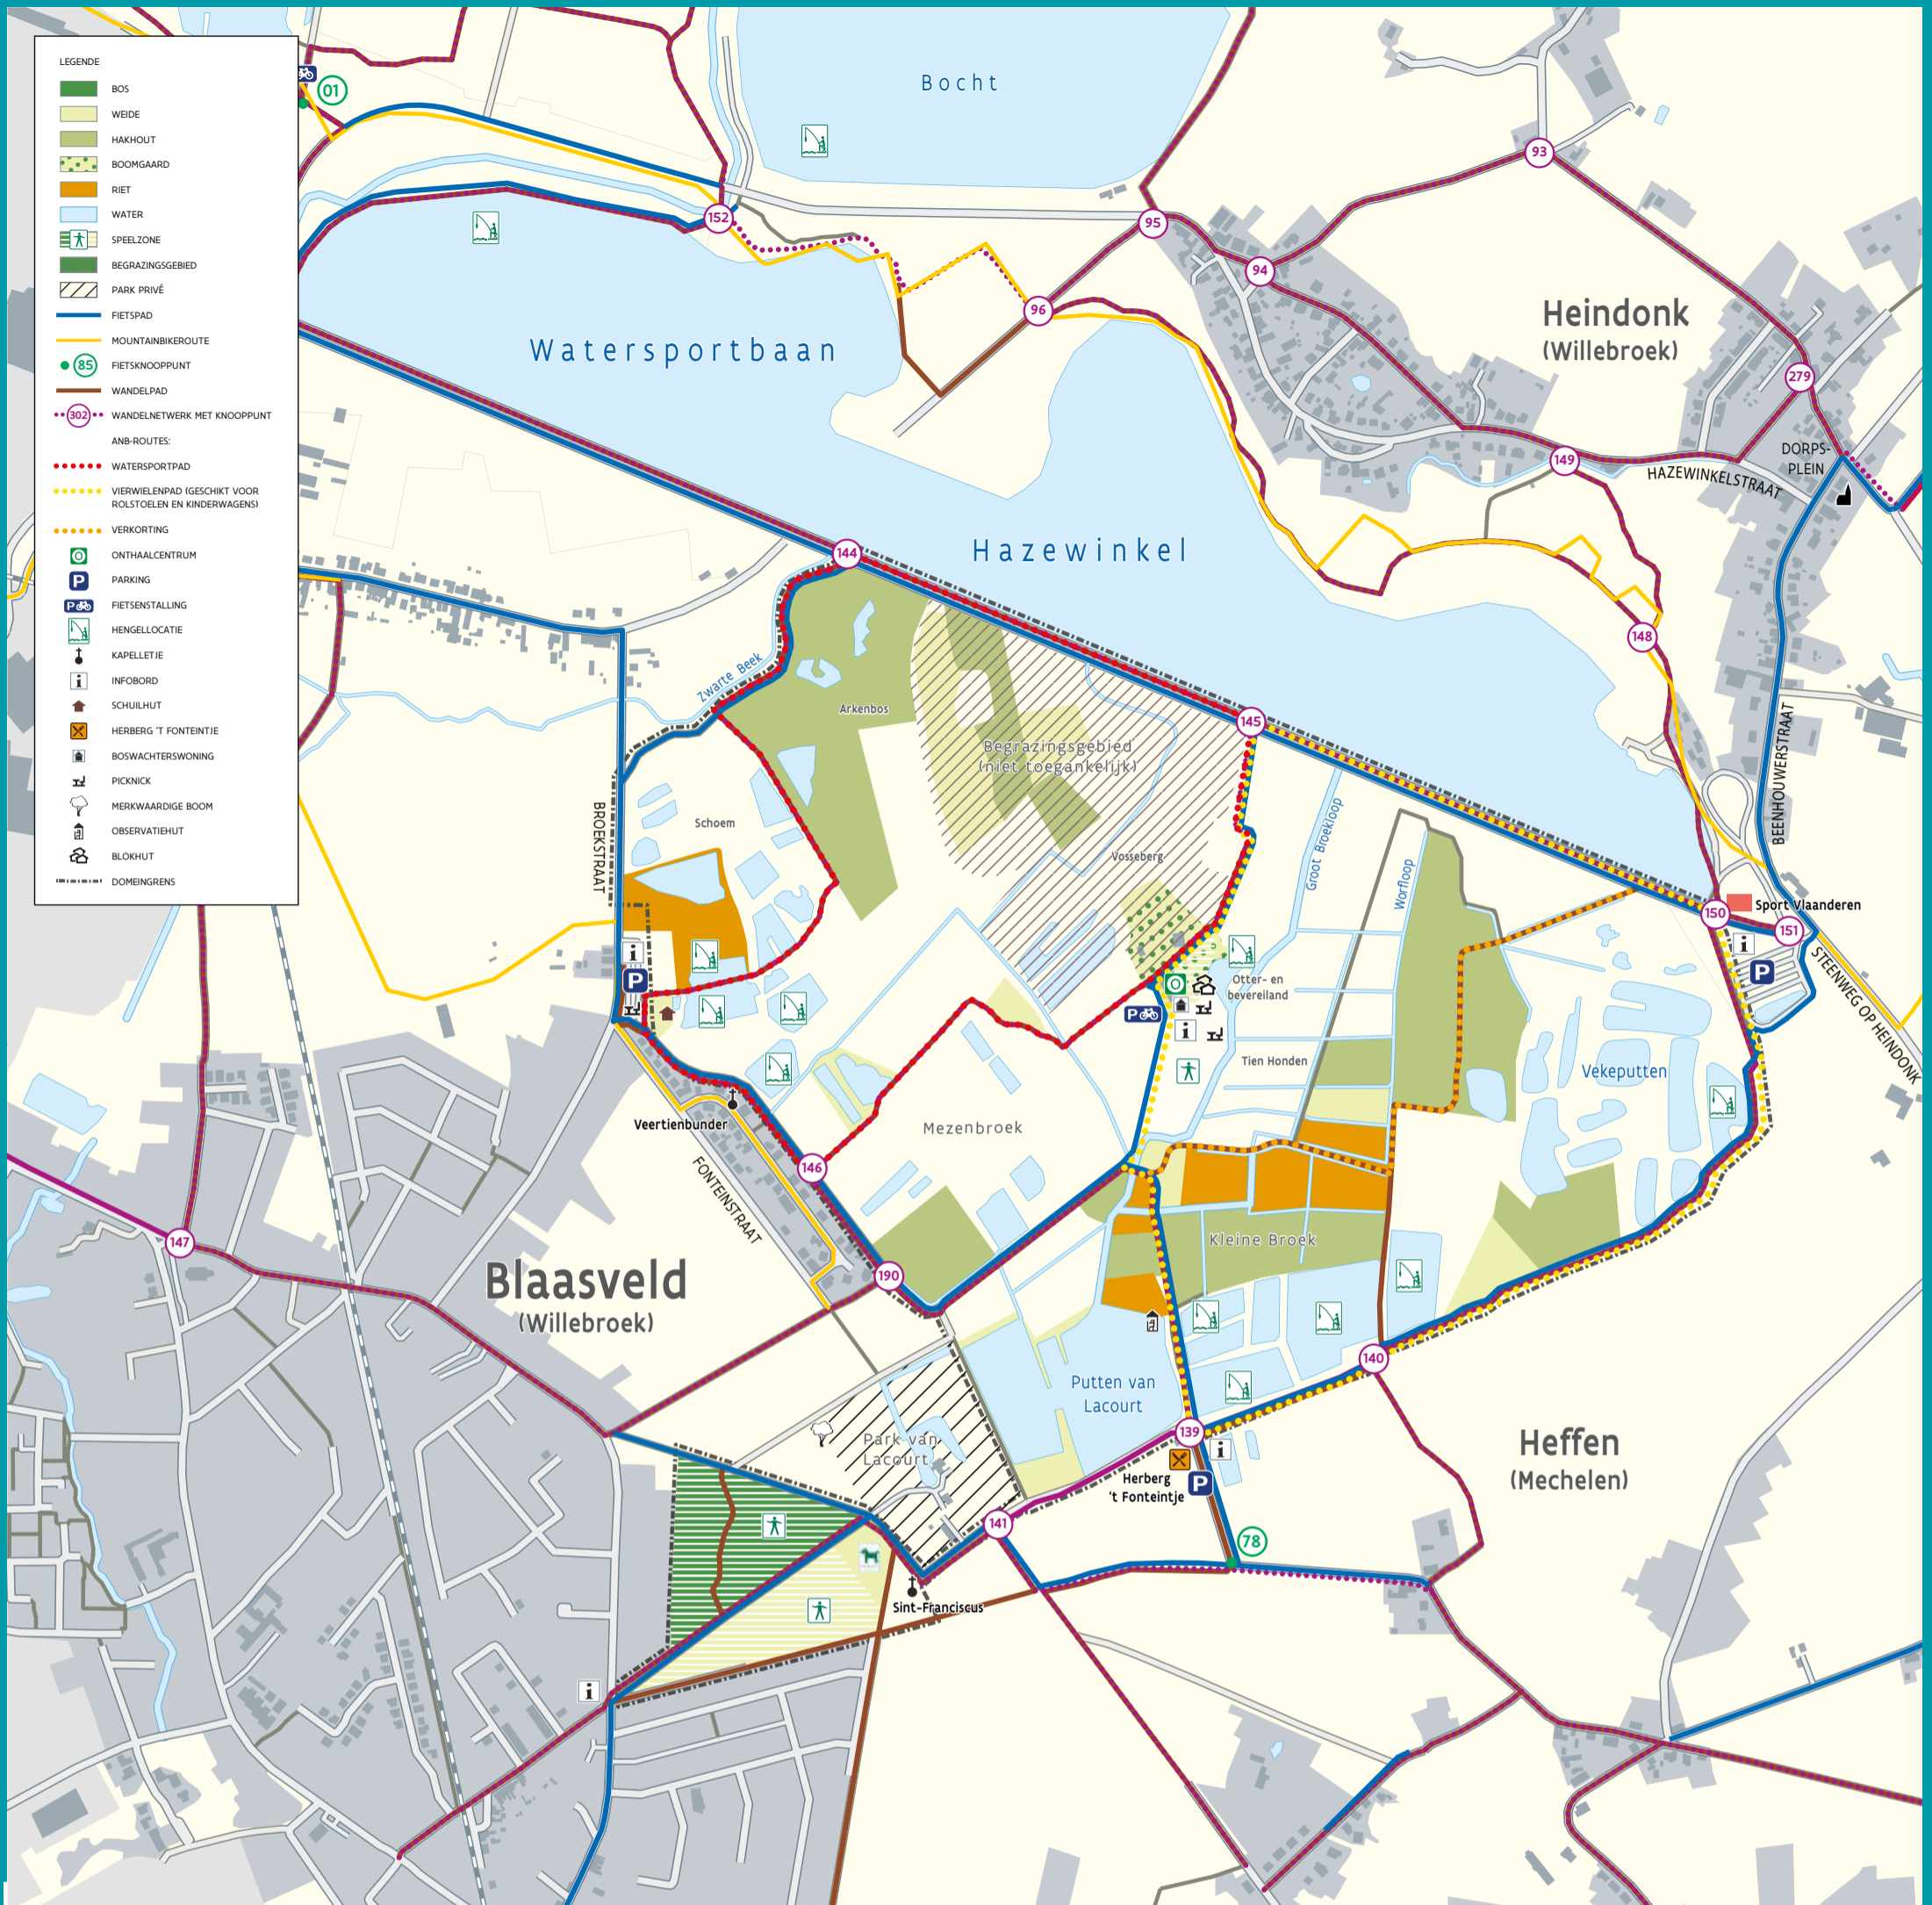 LEGENDE
BOS
WEIDE
HAKHOUT
BOOMGAARD
RIET
WATER
SPEELZONE
BEGRAZINGSGEBIED
PARK PRIVÉ
FIETSPAD
MOUNTAINBIKEROUTE
85 FIETSKNOOPPUNT
WANDELPAD
302 WANDELNETWERK MET KNOOPPUNT
ANB-ROUTES:
WATERSPORTPAD
VIERWIELENPAD (GESCHIKT VOOR
ROLSTOELEN EN KINDERWAGENS)
VERKORTING
ONTHAALCENTRUM
P PARKING
P FIETSENSTALLING
HENGELLOCATIE
KAPELLETJE
i INFOBORD
SCHUILHUT
HERBERG 'T FONTEINTJE
BOSWACHTERSWONING
PICKNICK
MERKWAARDIGE BOOM
OBSERVATIEHUT
BLOKHUT
DOMEINGRENS
01
Bocht
93
152
95
94
96
Heindonk
(Willebroek)
Watersportbaan
279
DORPS-
PLEIN
149
HAZEWINKELSTRAAT
Hazewinkel
144
148
Zwarte Beek
Arkenbos
145
Begrazingsgebied
(niet toegankelijk)
BEENHOUWERSTRAAT
BROEKSTRAAT
Schoem
Vosseberg
Groot Broekloop
Worfloop
150
Sport Vlaanderen
151
i
P
STEENWEG OP HEINDONK
i
P
Otter- en
bevereiland
P
i
Tien Honden
Vekeputten
Veertienbunder
Mezenbroek
146
FONTEINSTRAAT
147
Kleine Broek
190
Blaasveld
(Willebroek)
140
Putten van
Lacourt
139
i
Park van
Lacourt
Herberg
't Fonteintje
P
Heffen
(Mechelen)
141
78
Sint-Franciscus
i